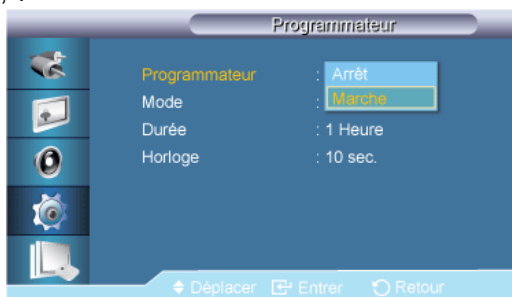 Programmateur
Programmateur : Arrêt
Mode : Marche
Durée : 1 Heure
Horloge : 10 sec.
Déplacer Entrer Retour